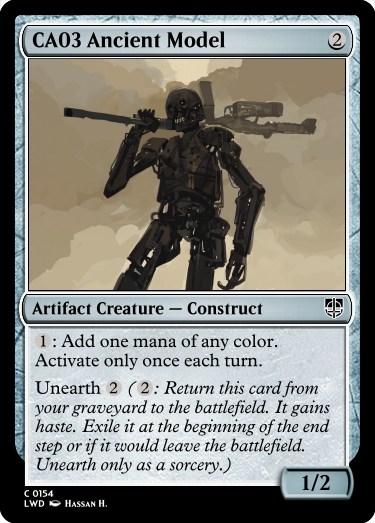 CA03 Ancient Model 2
Artifact Creature — Construct
1: Add one mana of any color.
Activate only once each turn.
Unearth 2 (2: Return this card from
your graveyard to the battlefield. It gains
haste. Exile it at the beginning of the end
step or if it would leave the battlefield.
Unearth only as a sorcery.)
1/2
C 0154
LWD Hassan H.